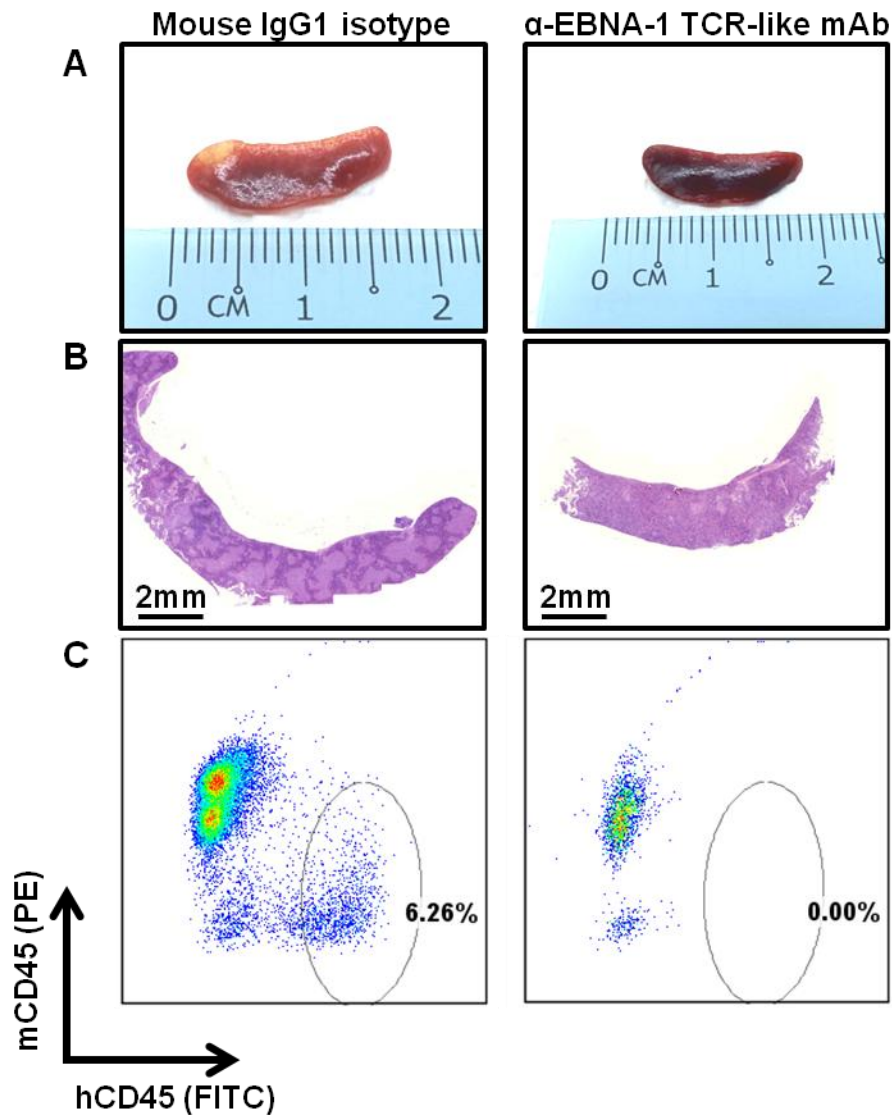 Mouse IgG1 isotype
α-EBNA-1 TCR-like mAb
A
0 CM 1 2
0 CM 1 2
B
2mm
2mm
C
6.26%
0.00%
mCD45 (PE)
hCD45 (FITC)